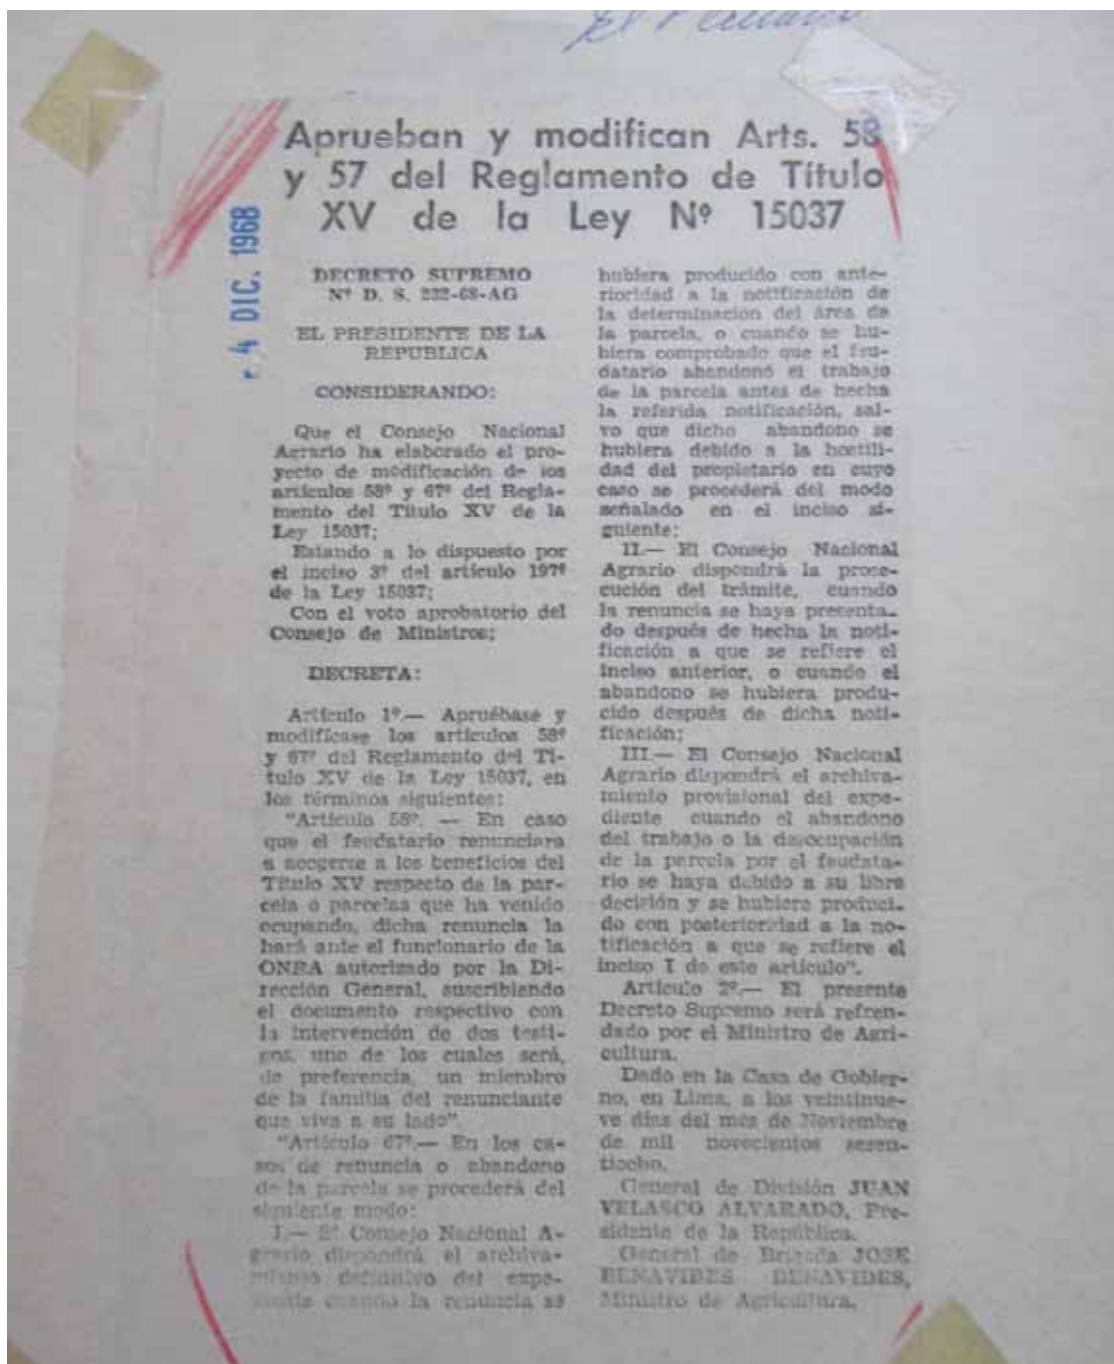 El Peruano
Aprueban y modifican Arts. 58
y 57 del Reglamento de Título
XV de la Ley Nº 15037
- 4 DIC. 1968
DECRETO SUPREMO
Nº D. S. 232-68-AG
EL PRESIDENTE DE LA
REPUBLICA
CONSIDERANDO:
Que el Consejo Nacional
Agrario ha elaborado el pro-
yecto de modificación de los
artículos 58º y 67º del Regla-
mento del Título XV de la
Ley 15037;
Estando a lo dispuesto por
el inciso 3º del artículo 197º
de la Ley 15037;
Con el voto aprobatorio del
Consejo de Ministros;
DECRETA:
Artículo 1º.— Apruébase y
modifícase los artículos 58º
y 67º del Reglamento del Tí-
tulo XV de la Ley 15037, en
los términos siguientes:
"Artículo 58º. — En caso
que el feudatario renunciara
a acogerse a los beneficios del
Título XV respecto de la par-
cela o parcelas que ha venido
ocupando, dicha renuncia la
hará ante el funcionario de la
ONRA autorizado por la Di-
rección General, suscribiendo
el documento respectivo con
la intervención de dos testi-
gos, uno de los cuales será,
de preferencia, un miembro
de la familia del renunciante
que viva a su lado".
"Artículo 67º.— En los ca-
sos de renuncia o abandono
de la parcela se procederá del
siguiente modo:
I.— El Consejo Nacional A-
grario dispondrá el archiva-
miento definitivo del expe-
diente cuando la renuncia se
hubiera producido con ante-
rioridad a la notificación de
la determinación del área de
la parcela, o cuando se hu-
biera comprobado que el feu-
datario abandonó el trabajo
de la parcela antes de hecha
la referida notificación, sal-
vo que dicho abandono se
hubiera debido a la hostili-
dad del propietario en cuyo
caso se procederá del modo
señalado en el inciso si-
guiente:
II.— El Consejo Nacional
Agrario dispondrá la prose-
cución del trámite, cuando
la renuncia se haya presenta-
do después de hecha la noti-
ficación a que se refiere el
inciso anterior, o cuando el
abandono se hubiera produ-
cido después de dicha noti-
ficación;
III.— El Consejo Nacional
Agrario dispondrá el archiva-
miento provisional del expe-
diente cuando el abandono
del trabajo o la desocupación
de la parcela por el feudata-
rio se haya debido a su libre
decisión y se hubiere produci-
do con posterioridad a la no-
tificación a que se refiere el
inciso I de este artículo".
Artículo 2º.— El presente
Decreto Supremo será refren-
dado por el Ministro de Agri-
cultura.
Dado en la Casa de Gobier-
no, en Lima, a los veintinue-
ve días del mes de Noviembre
de mil novecientos sesen-
tiocho.
General de División JUAN
VELASCO ALVARADO, Pre-
sidente de la República.
General de Brigada JOSE
BENAVIDES BENAVIDES,
Ministro de Agricultura.